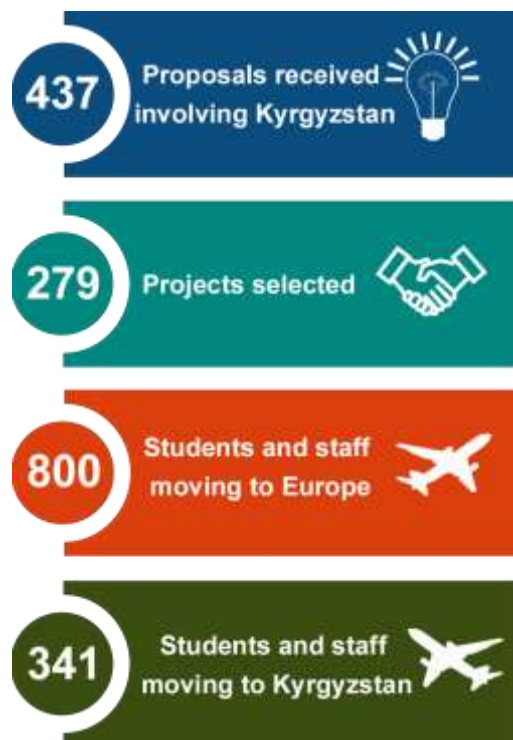 437
Proposals received
involving Kyrgyzstan
279
Projects selected
800
Students and staff
moving to Europe
341
Students and staff
moving to Kyrgyzstan